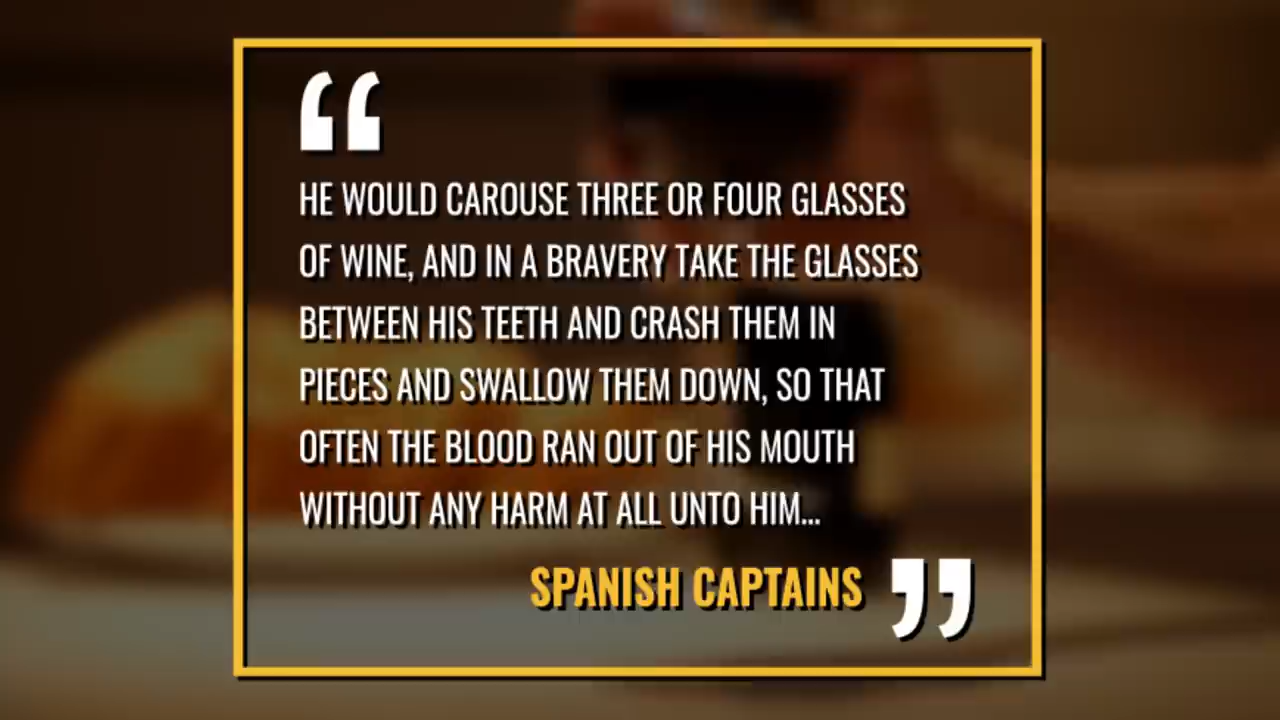 “
HE WOULD CAROUSE THREE OR FOUR GLASSES
OF WINE, AND IN A BRAVERY TAKE THE GLASSES
BETWEEN HIS TEETH AND CRASH THEM IN
PIECES AND SWALLOW THEM DOWN, SO THAT
OFTEN THE BLOOD RAN OUT OF HIS MOUTH
WITHOUT ANY HARM AT ALL UNTO HIM...
SPANISH CAPTAINS ”